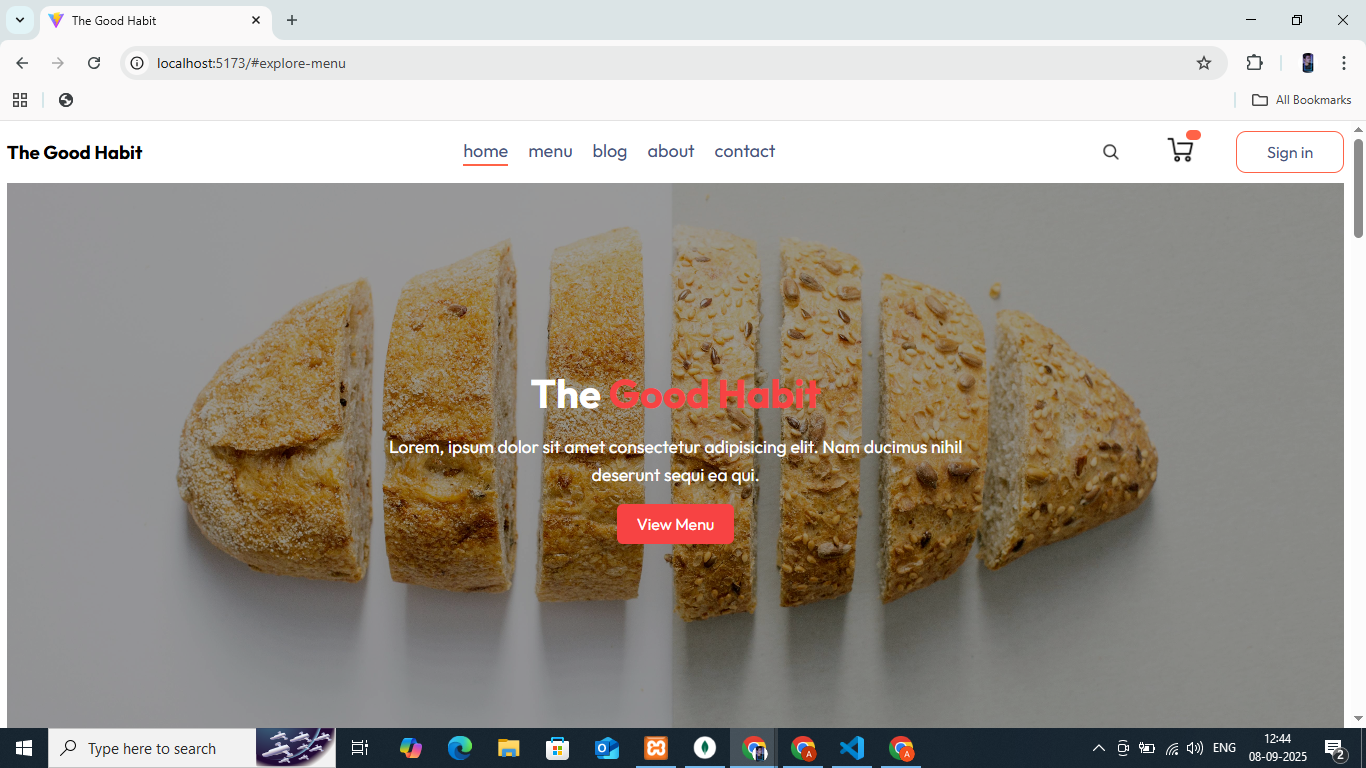 The Good Habit
localhost:5173/#explore-menu
All Bookmarks
The Good Habit
home menu blog about contact
Sign in
The Good Habit
Lorem, ipsum dolor sit amet consectetur adipisicing elit. Nam ducimus nihil
deserunt sequi ea qui.
View Menu
Type here to search
A
A
ENG
12:44
08-09-2025
2